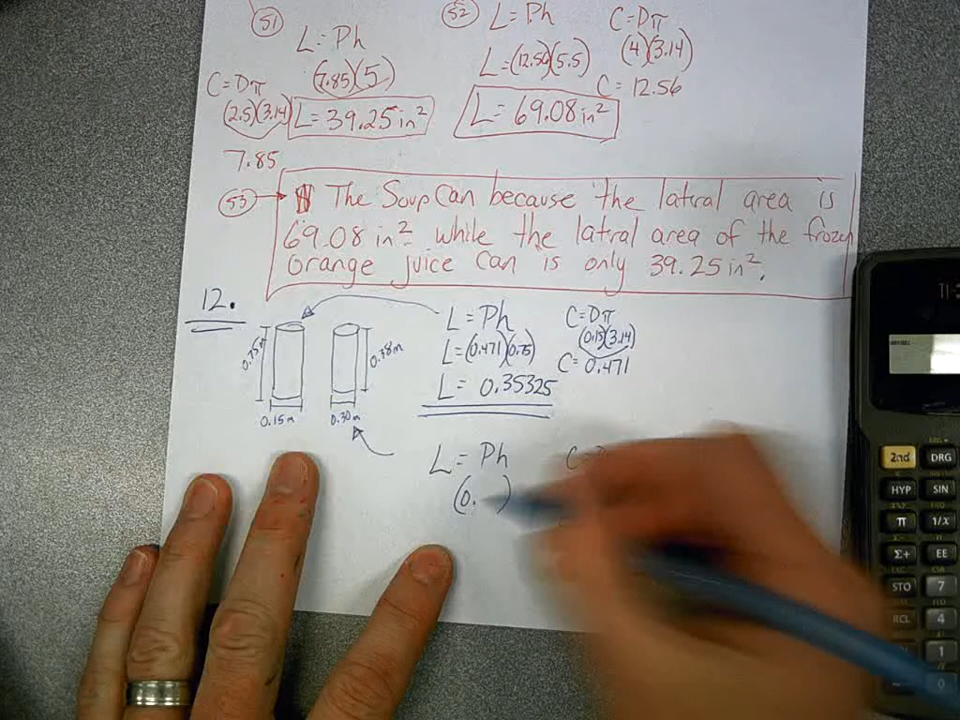 51
L = Ph
(7.85)(5)
C = Dπ
(2.5)(3.14)
L = 39.25 in²
7.85
52
L = Ph
C = Dπ
(4)(3.14)
L = (12.56)(5.5)
C = 12.56
L = 69.08 in²
53
The Soup Can because the latral area is
69.08 in² while the latral area of the frozen
orange juice can is only 39.25 in².
12.
0.75m
0.15m
0.38m
0.30m
L = Ph
C = Dπ
(0.15)(3.14)
L = (0.471)(0.75)
C = 0.471
L = 0.35325
L = Ph
C =
(0. )
2nd
DRG
HYP
SIN
π
1/x
Σ+
EE
STO
7
RCL
4
1
0